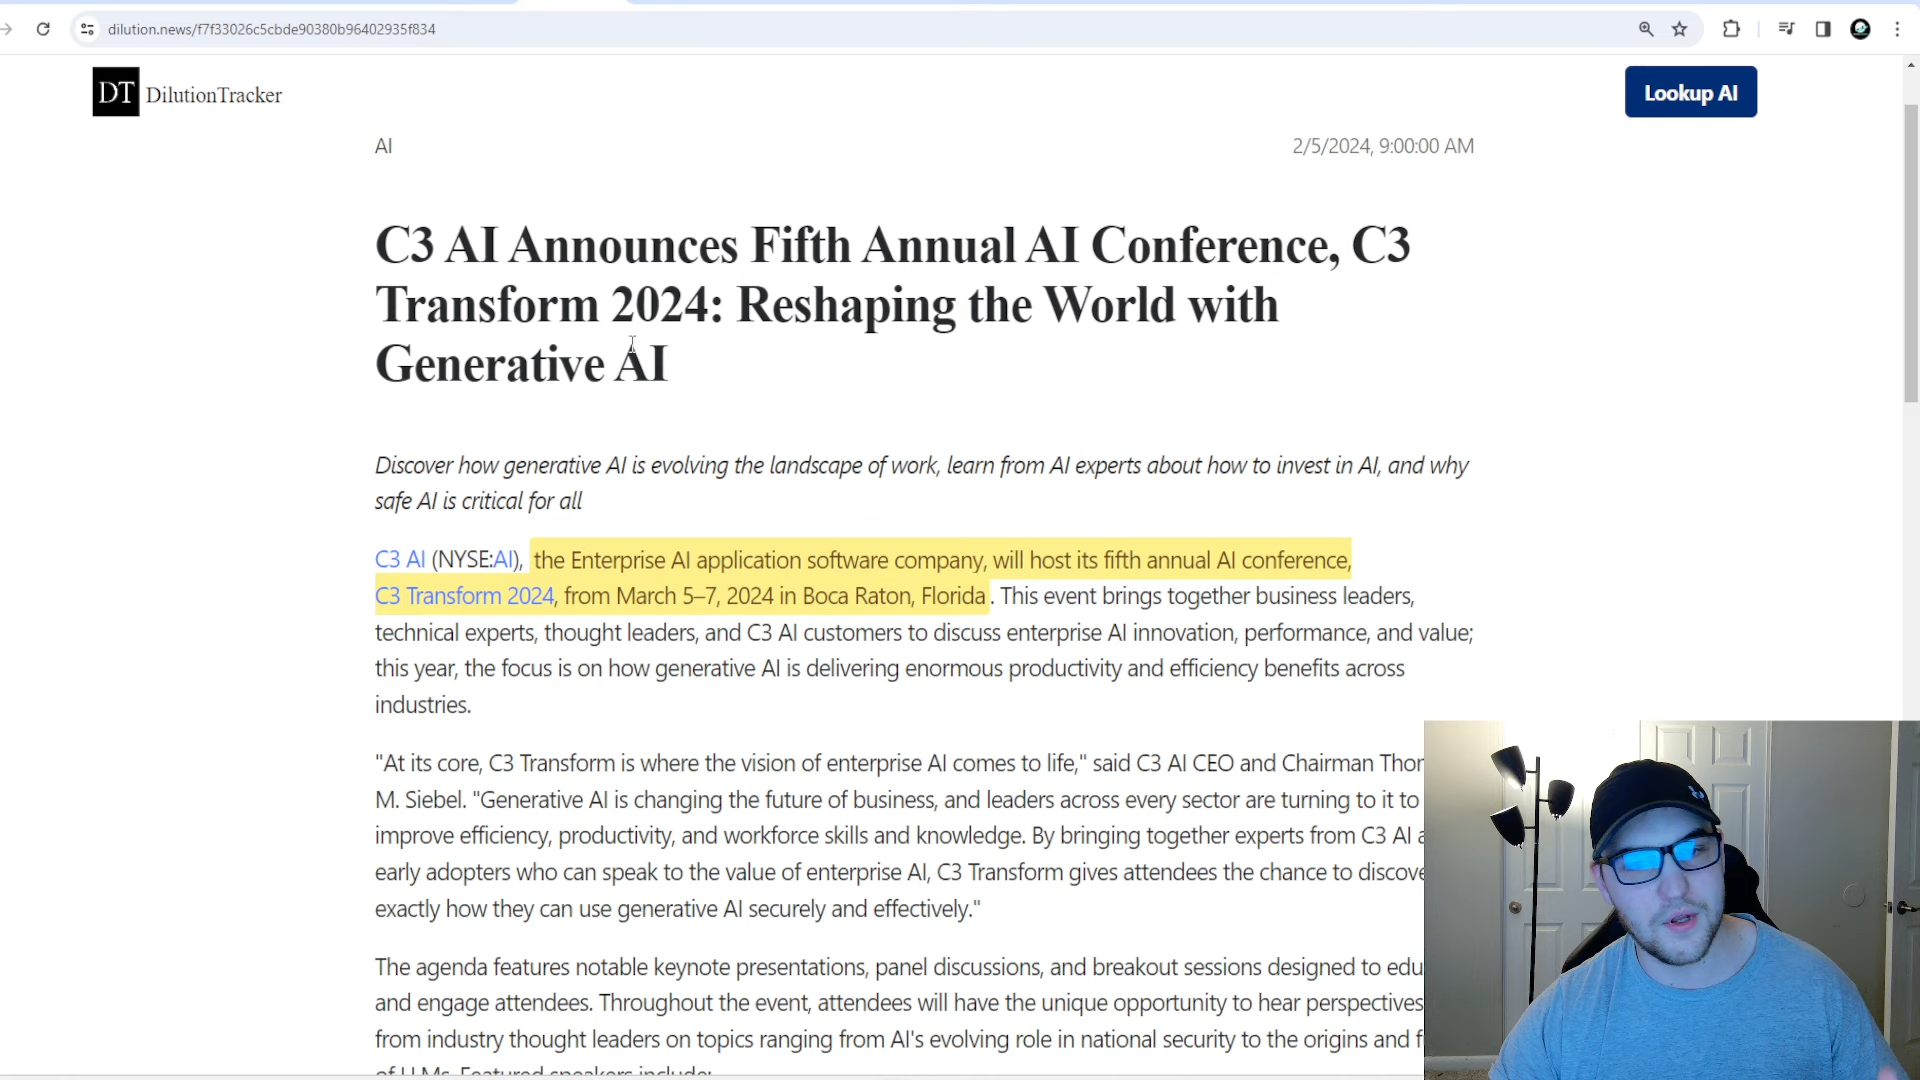 dilution.news/f7f33026c5cbde90380b96402935f834
DT DilutionTracker
Lookup AI
AI
2/5/2024, 9:00:00 AM
C3 AI Announces Fifth Annual AI Conference, C3
Transform 2024: Reshaping the World with
Generative AI
Discover how generative AI is evolving the landscape of work, learn from AI experts about how to invest in AI, and why
safe AI is critical for all
C3 AI (NYSE:AI), the Enterprise AI application software company, will host its fifth annual AI conference,
C3 Transform 2024, from March 5–7, 2024 in Boca Raton, Florida. This event brings together business leaders,
technical experts, thought leaders, and C3 AI customers to discuss enterprise AI innovation, performance, and value;
this year, the focus is on how generative AI is delivering enormous productivity and efficiency benefits across
industries.
"At its core, C3 Transform is where the vision of enterprise AI comes to life," said C3 AI CEO and Chairman
M. Siebel. "Generative AI is changing the future of business, and leaders across every sector are turning to it to
improve efficiency, productivity, and workforce skills and knowledge. By bringing together experts from C3 AI
early adopters who can speak to the value of enterprise AI, C3 Transform gives attendees the chance to
exactly how they can use generative AI securely and effectively."
The agenda features notable keynote presentations, panel discussions, and breakout sessions designed to
and engage attendees. Throughout the event, attendees will have the unique opportunity to hear perspectives
from industry thought leaders on topics ranging from AI's evolving role in national security to the origins and
of LLMs. Featured speakers include: